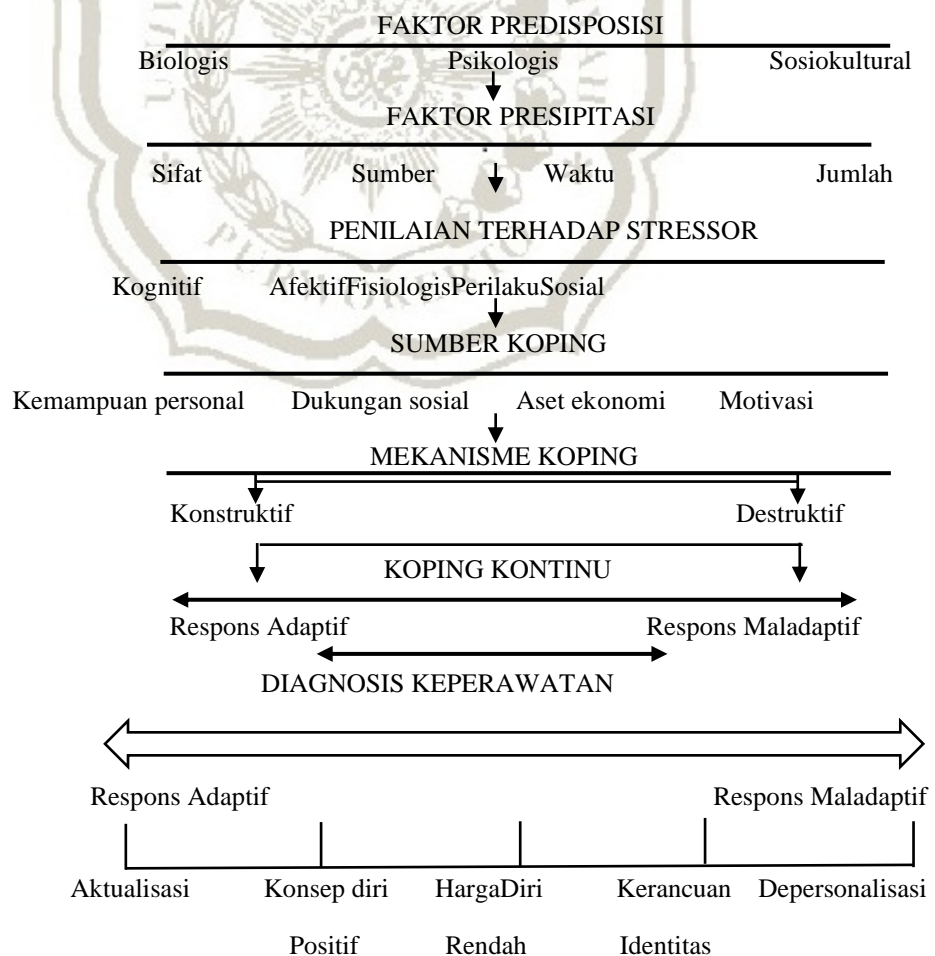 FAKTOR PREDISPOSISI
Biologis Psikologis Sosiokultural
FAKTOR PRESIPITASI
Sifat Sumber Waktu Jumlah
PENILAIAN TERHADAP STRESSOR
Kognitif AfektifFisiologisPerilakuSosial
SUMBER KOPING
Kemampuan personal Dukungan sosial Aset ekonomi Motivasi
MEKANISME KOPING
Konstruktif Destruktif
KOPING KONTINU
Respons Adaptif Respons Maladaptif
DIAGNOSIS KEPERAWATAN
Respons Adaptif Respons Maladaptif
Aktualisasi Konsep diri HargaDiri Kerancuan Depersonalisasi
Positif Rendah Identitas